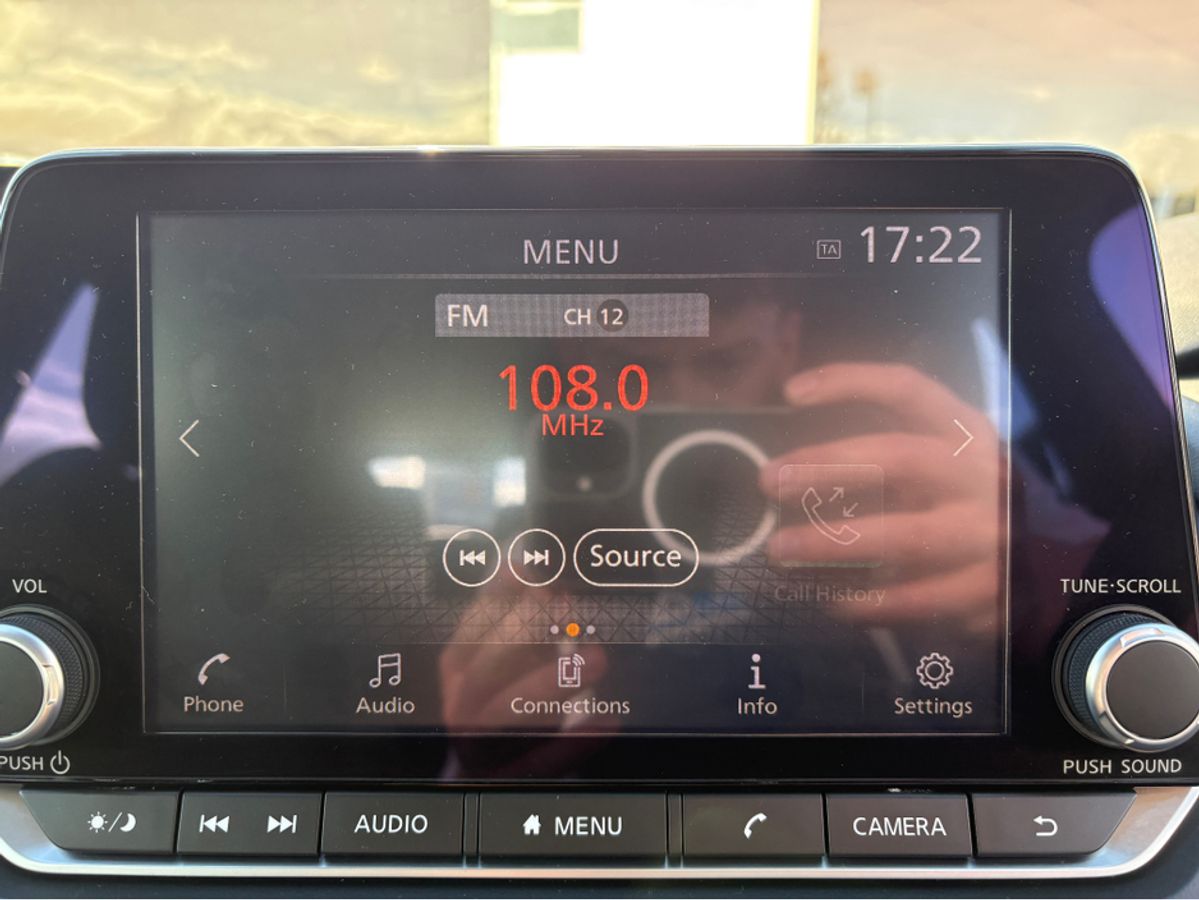 MENU
TA 17:22
FM CH 12
108.0
MHz
Source
Call History
VOL
TUNE·SCROLL
Phone Audio Connections Info Settings
PUSH
PUSH SOUND
AUDIO MENU CAMERA